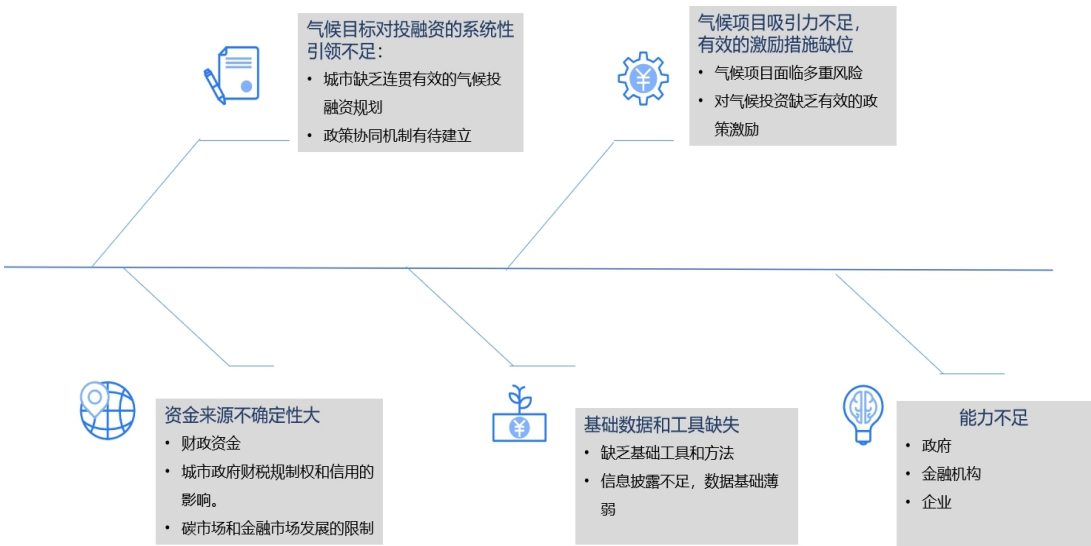 气候目标对投融资的系统性
引领不足：
• 城市缺乏连贯有效的气候投
融资规划
• 政策协同机制有待建立
气候项目吸引力不足，
有效的激励措施缺位
• 气候项目面临多重风险
• 对气候投资缺乏有效的政
策激励
资金来源不确定性大
• 财政资金
• 城市政府财税规制权和信用的
影响。
• 碳市场和金融市场发展的限制
基础数据和工具缺失
• 缺乏基础工具和方法
• 信息披露不足，数据基础薄
弱
能力不足
• 政府
• 金融机构
• 企业